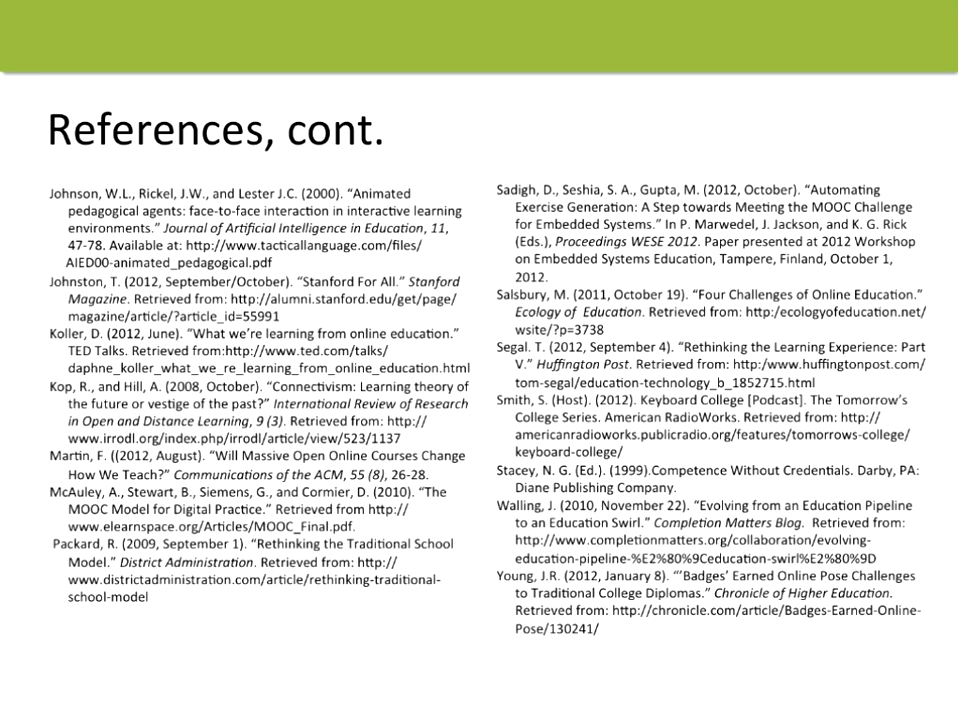 References, cont.
Johnson, W.L., Rickel, J.W., and Lester J.C. (2000). “Animated
pedagogical agents: face-to-face interaction in interactive learning
environments.” Journal of Artificial Intelligence in Education, 11,
47-78. Available at: http://www.tacticallanguage.com/files/
AIED00-animated_pedagogical.pdf
Johnston, T. (2012, September/October). “Stanford For All.” Stanford
Magazine. Retrieved from: http://alumni.stanford.edu/get/page/
magazine/article/?article_id=55991
Koller, D. (2012, June). “What we’re learning from online education.”
TED Talks. Retrieved from:http://www.ted.com/talks/
daphne_koller_what_we_re_learning_from_online_education.html
Kop, R., and Hill, A. (2008, October). “Connectivism: Learning theory of
the future or vestige of the past?” International Review of Research
in Open and Distance Learning, 9 (3). Retrieved from: http://
www.irrodl.org/index.php/irrodl/article/view/523/1137
Martin, F. ((2012, August). “Will Massive Open Online Courses Change
How We Teach?” Communications of the ACM, 55 (8), 26-28.
McAuley, A., Stewart, B., Siemens, G., and Cormier, D. (2010). “The
MOOC Model for Digital Practice.” Retrieved from http://
www.elearnspace.org/Articles/MOOC_Final.pdf.
Packard, R. (2009, September 1). “Rethinking the Traditional School
Model.” District Administration. Retrieved from: http://
www.districtadministration.com/article/rethinking-traditional-
school-model
Sadigh, D., Seshia, S. A., Gupta, M. (2012, October). “Automating
Exercise Generation: A Step towards Meeting the MOOC Challenge
for Embedded Systems.” In P. Marwedel, J. Jackson, and K. G. Rick
(Eds.), Proceedings WESE 2012. Paper presented at 2012 Workshop
on Embedded Systems Education, Tampere, Finland, October 1,
2012.
Salsbury, M. (2011, October 19). “Four Challenges of Online Education.”
Ecology of Education. Retrieved from: http:/ecologyofeducation.net/
wsite/?p=3738
Segal. T. (2012, September 4). “Rethinking the Learning Experience: Part
V.” Huffington Post. Retrieved from: http:/www.huffingtonpost.com/
tom-segal/education-technology_b_1852715.html
Smith, S. (Host). (2012). Keyboard College [Podcast]. The Tomorrow’s
College Series. American RadioWorks. Retrieved from: http://
americanradioworks.publicradio.org/features/tomorrows-college/
keyboard-college/
Stacey, N. G. (Ed.). (1999).Competence Without Credentials. Darby, PA:
Diane Publishing Company.
Walling, J. (2010, November 22). “Evolving from an Education Pipeline
to an Education Swirl.” Completion Matters Blog. Retrieved from:
http://www.completionmatters.org/collaboration/evolving-
education-pipeline-%E2%80%9Ceducation-swirl%E2%80%9D
Young, J.R. (2012, January 8). “‘Badges’ Earned Online Pose Challenges
to Traditional College Diplomas.” Chronicle of Higher Education.
Retrieved from: http://chronicle.com/article/Badges-Earned-Online-
Pose/130241/